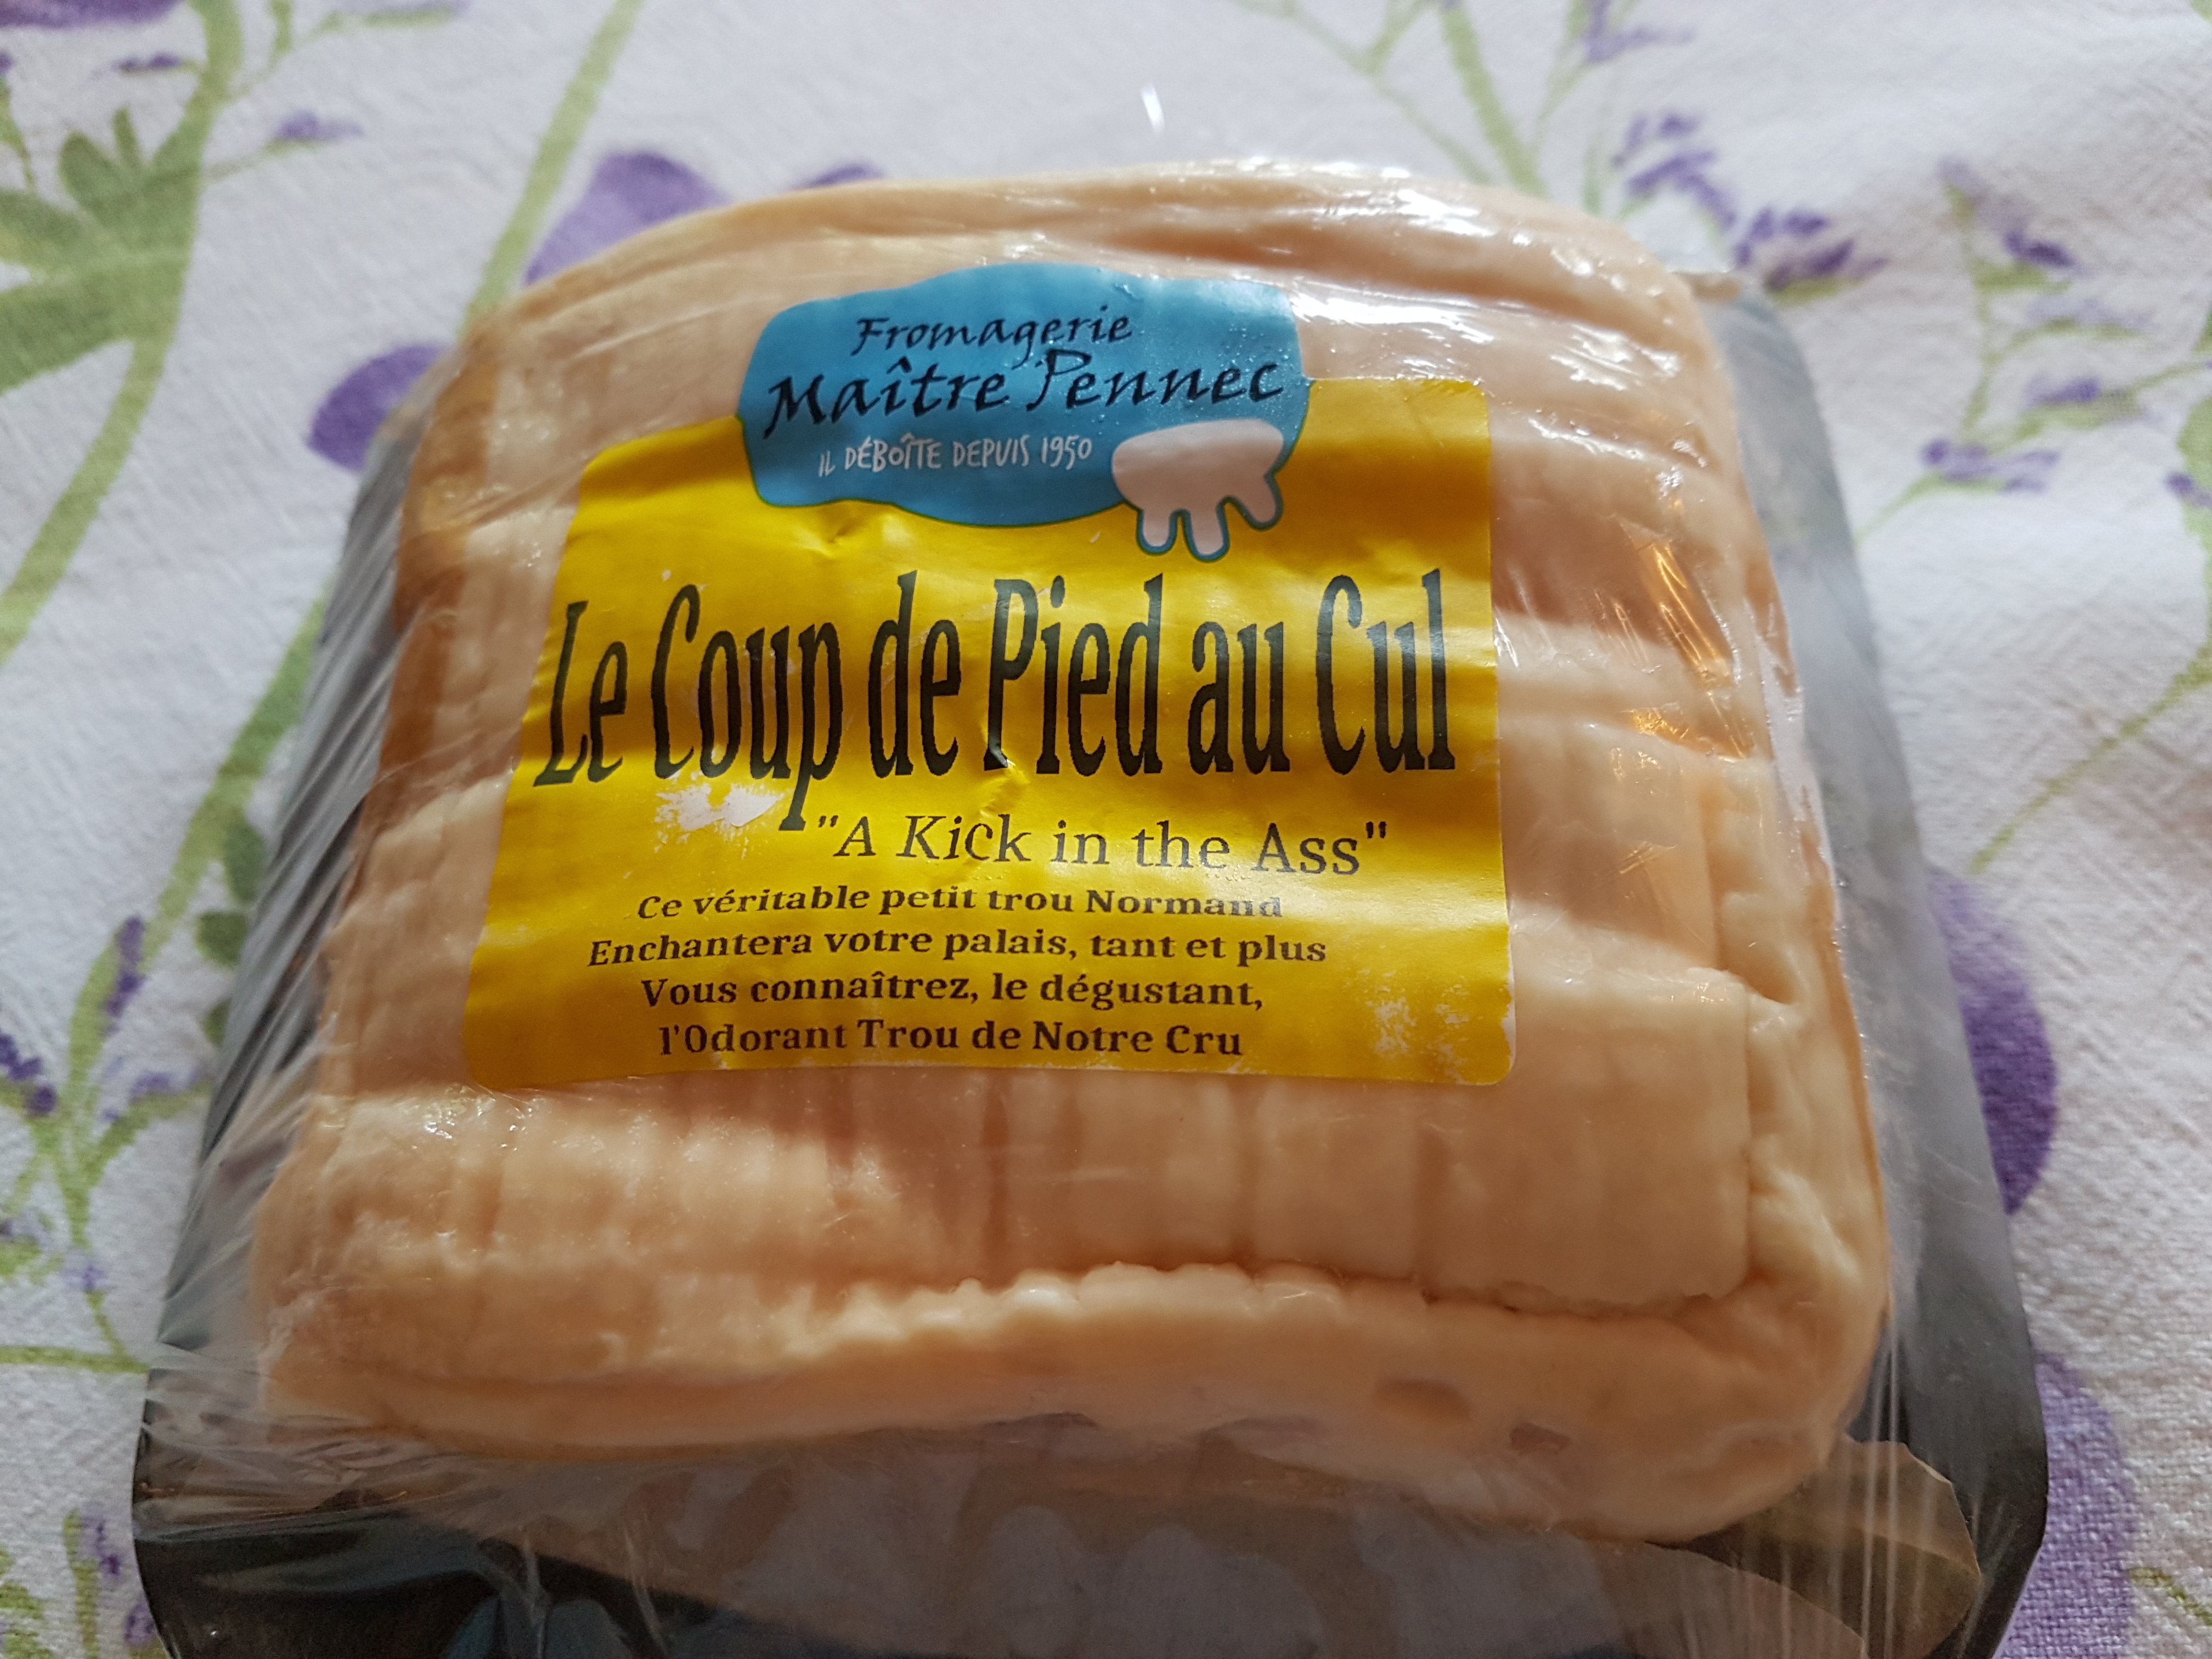 Fromagerie
Maître Pennec
IL DÉBOÎTE DEPUIS 1950
Le Coup de Pied au Cul
"A Kick in the Ass"
Ce véritable petit trou Normand
Enchantera votre palais, tant et plus
Vous connaîtrez, le dégustant,
l'Odorant Trou de Notre Cru